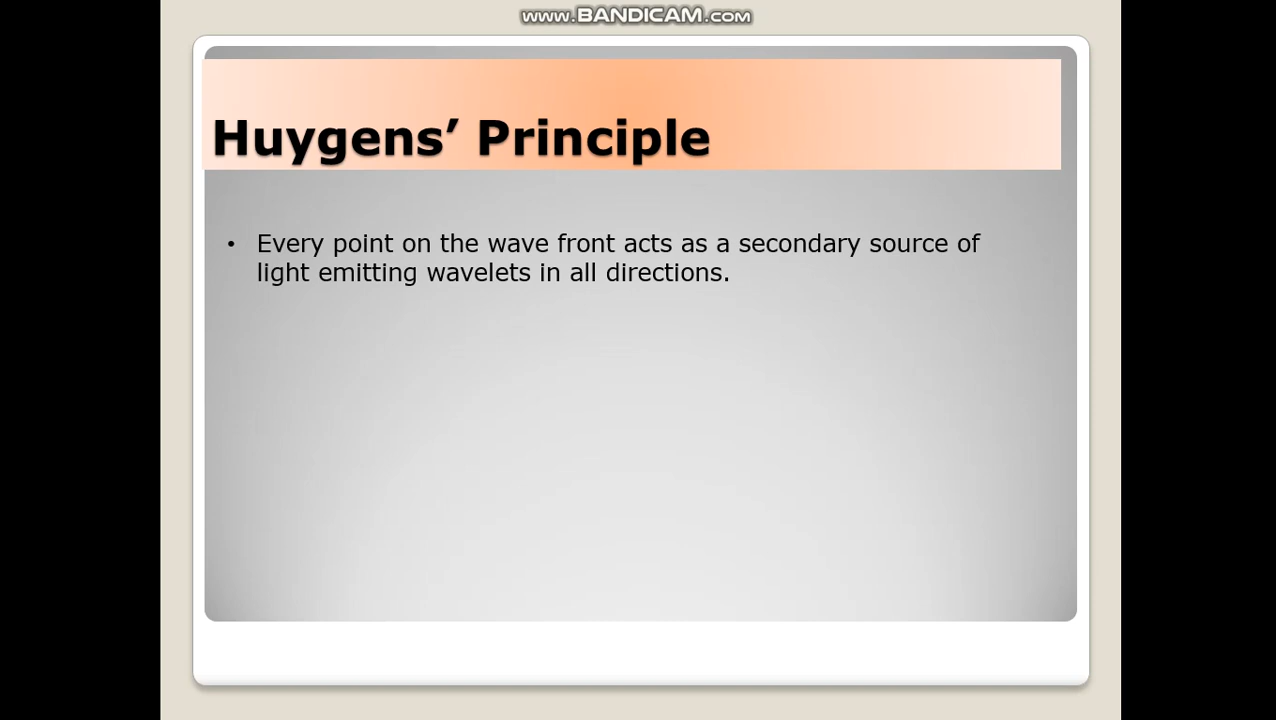 www.BANDICAM.com
Huygens’ Principle
• Every point on the wave front acts as a secondary source of
light emitting wavelets in all directions.